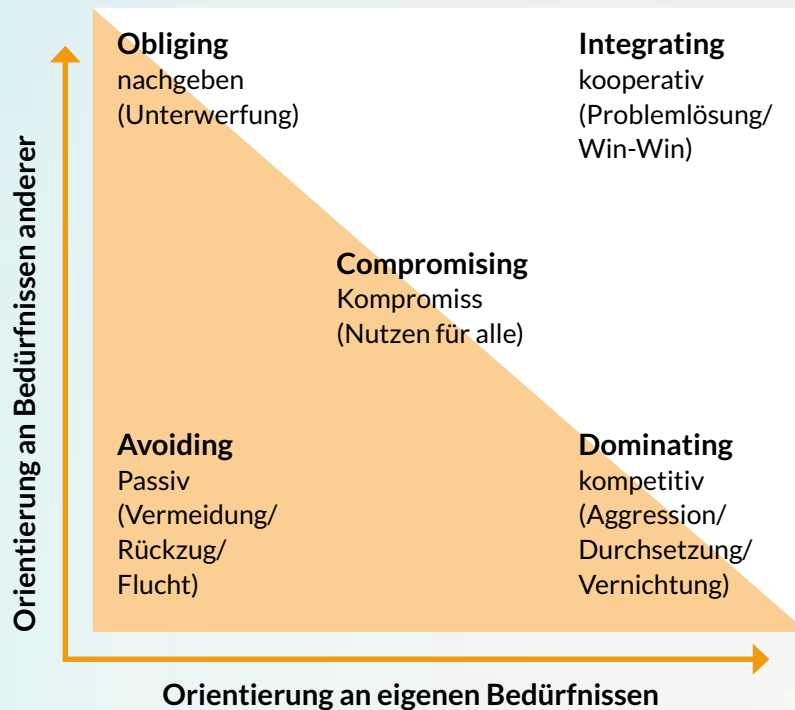 Orientierung an Bedürfnissen anderer
Obliging
nachgeben
(Unterwerfung)
Integrating
kooperativ
(Problemlösung/
Win-Win)
Compromising
Kompromiss
(Nutzen für alle)
Avoiding
Passiv
(Vermeidung/
Rückzug/
Flucht)
Dominating
kompetitiv
(Aggression/
Durchsetzung/
Vernichtung)
Orientierung an eigenen Bedürfnissen